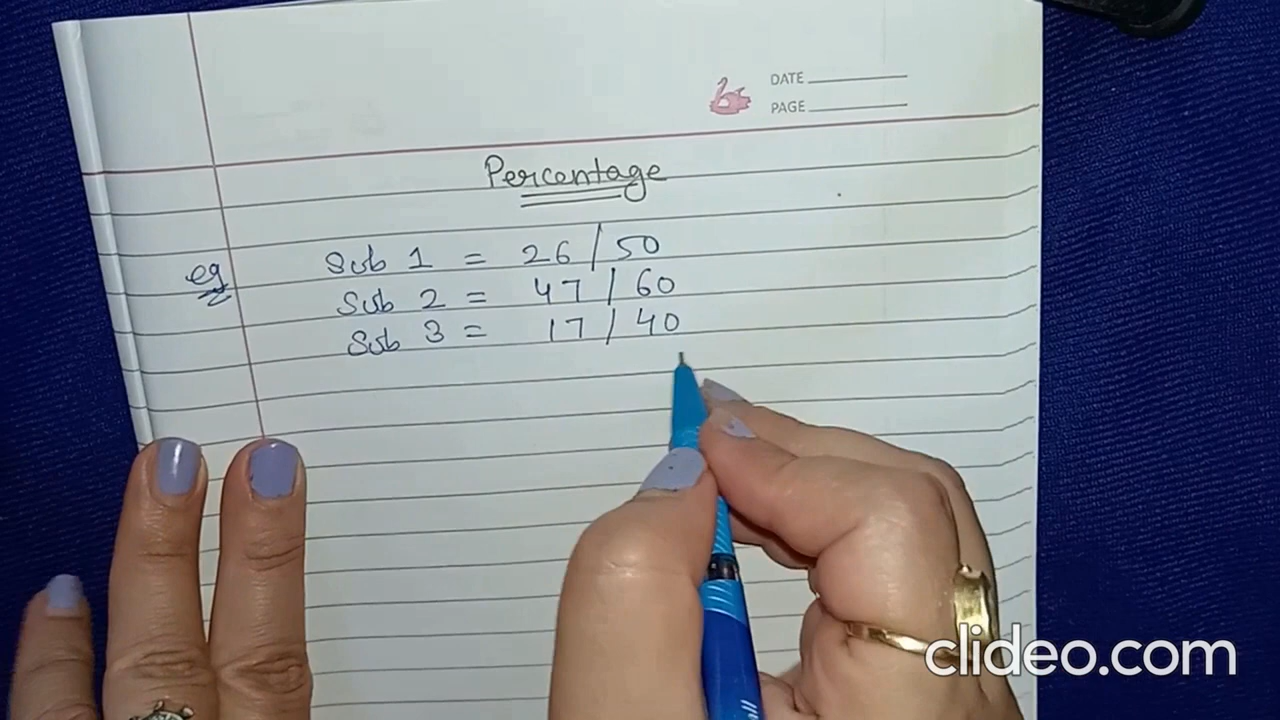 DATE
PAGE
Percentage
eg
Sub 1 = 26/50
Sub 2 = 47/60
Sub 3 = 17/40
clideo.com